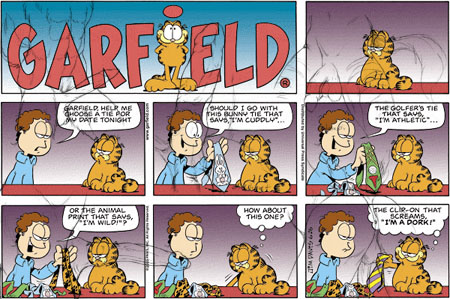 GARFIELD
GARFIELD, HELP ME
CHOOSE A TIE FOR
MY DATE TONIGHT
SHOULD I GO WITH
THIS BUNNY TIE THAT
SAYS, "I'M CUDDLY"...
THE GOLFER'S TIE
THAT SAYS,
"I'M ATHLETIC"...
OR THE ANIMAL
PRINT THAT SAYS,
"I'M WILD!"?
HOW ABOUT
THIS ONE?
THE CLIP-ON THAT
SCREAMS,
"I'M A DORK!"